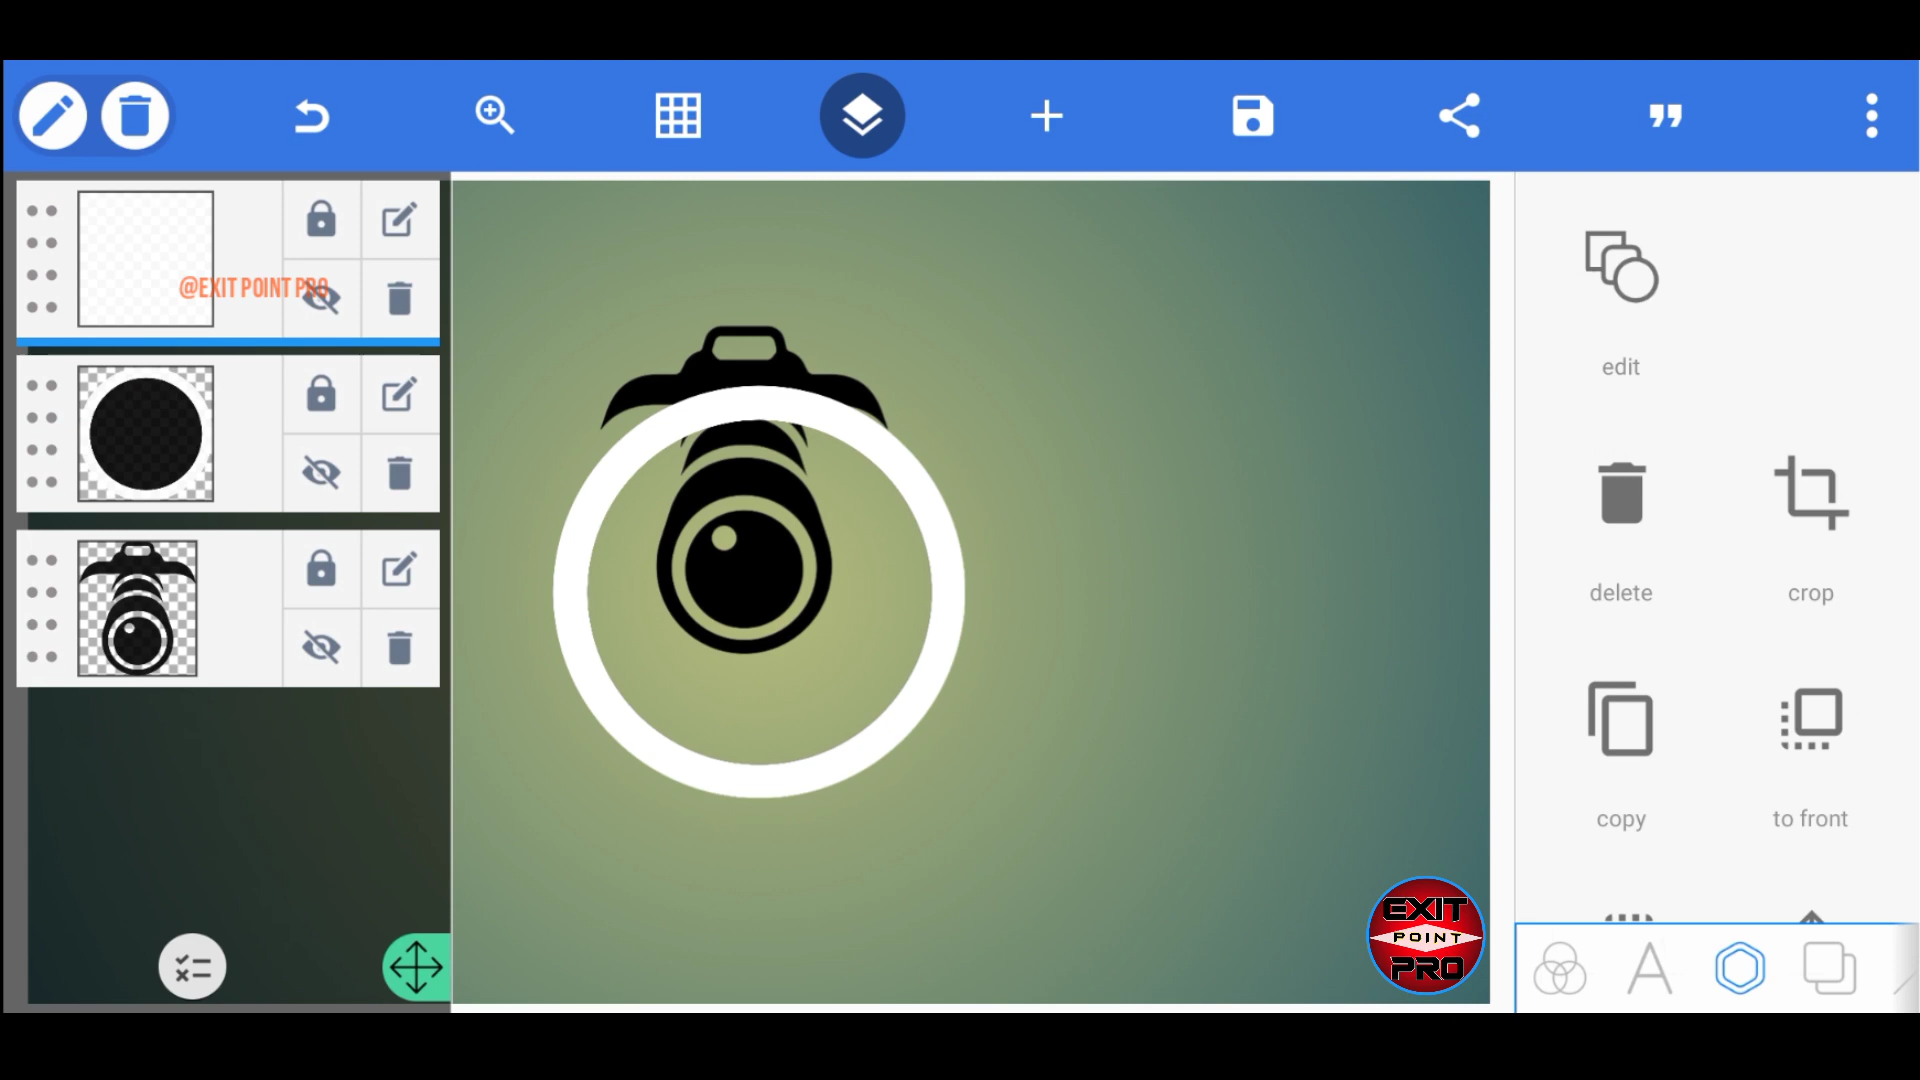 @EXIT POINT PRO
edit
delete
crop
copy
to front
EXIT
POINT
PRO